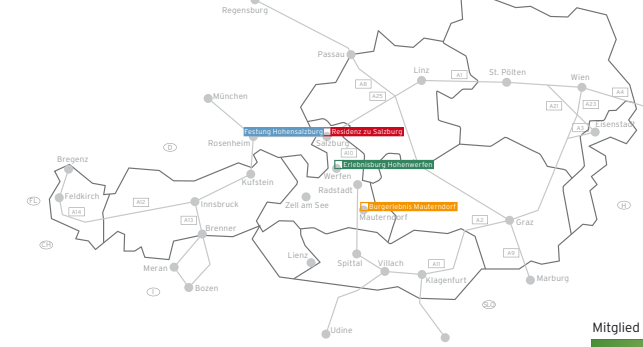 Regensburg
Passau
Linz
A1
St. Pölten
Wien
A8
A25
A4
München
A21
A23
Festung Hohensalzburg
Residenz zu Salzburg
A3
Eisenstadt
Rosenheim
Salzburg
D
A10
Bregenz
Erlebnisburg Hohenwerfen
Werfen
Kufstein
Radstadt
FL
Feldkirch
A12
Innsbruck
Zell am See
Burgerlebnis Mauterndorf
H
A14
A13
Mauterndorf
A2
Graz
Brenner
CH
Lienz
A9
Meran
Spittal
Villach
A11
Klagenfurt
Marburg
Bozen
I
SLO
Udine
Mitglied